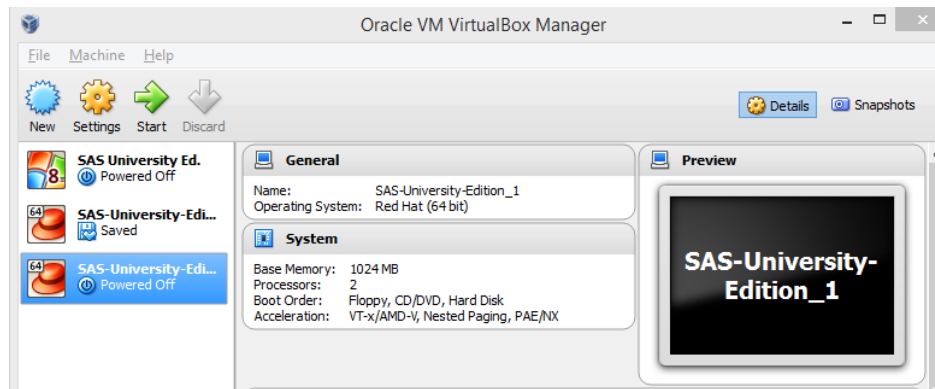 Oracle VM VirtualBox Manager
File Machine Help
New Settings Start Discard
Details Snapshots
8
SAS University Ed.
Powered Off
64
SAS-University-Edi...
Saved
64
SAS-University-Edi...
Powered Off
General
Name: SAS-University-Edition_1
Operating System: Red Hat (64 bit)
System
Base Memory: 1024 MB
Processors: 2
Boot Order: Floppy, CD/DVD, Hard Disk
Acceleration: VT-x/AMD-V, Nested Paging, PAE/NX
Preview
SAS-University-
Edition_1